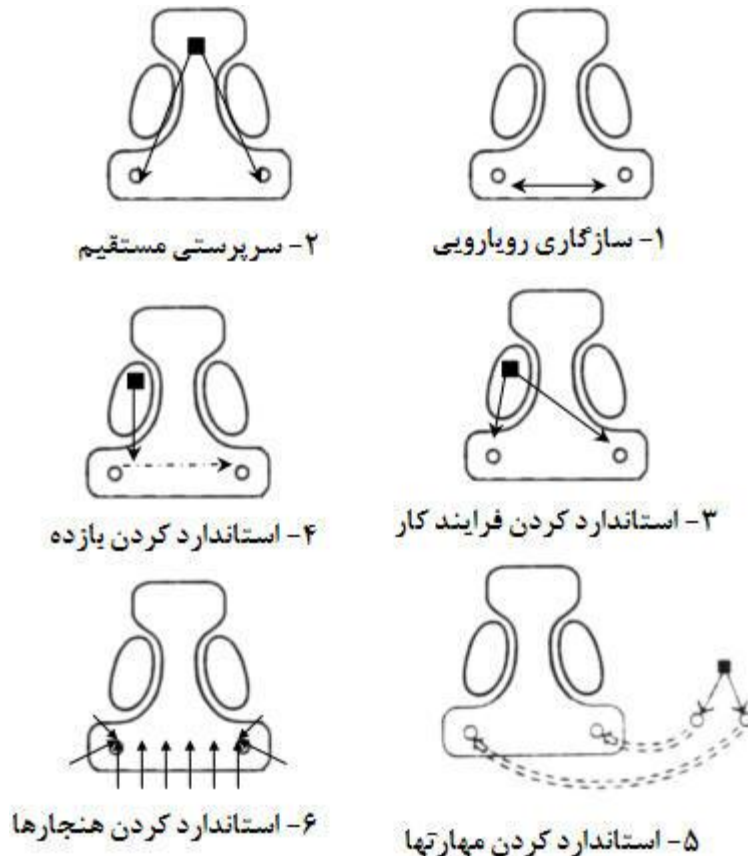 ۱- سازگاری رویارویی
۲- سرپرستی مستقیم
۳- استاندارد کردن فرایند کار
۴- استاندارد کردن بازده
۵- استاندارد کردن مهارتها
۶- استاندارد کردن هنجارها